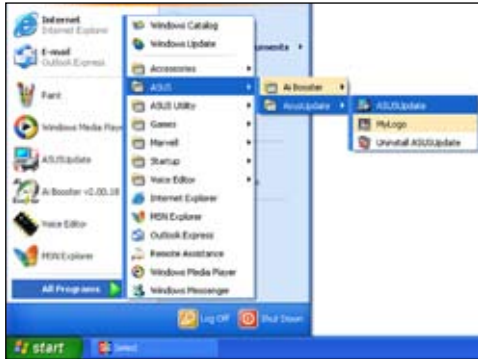 Internet
Internet Explorer
E-mail
Outlook Express
Paint
Windows Media Player
ASUSUpdate
Ai Booster v2.00.18
Voice Editor
MSN Explorer
All Programs
Windows Catalog
Windows Update
Accessories
ASUS
ASUS Utility
Games
Marvell
Startup
Voice Editor
Internet Explorer
MSN Explorer
Outlook Express
Remote Assistance
Windows Media Player
Windows Messenger
Ai Booster
AsusUpdate
ASUSUpdate
MyLogo
Uninstall ASUSUpdate
Log Off
Shut Down
start